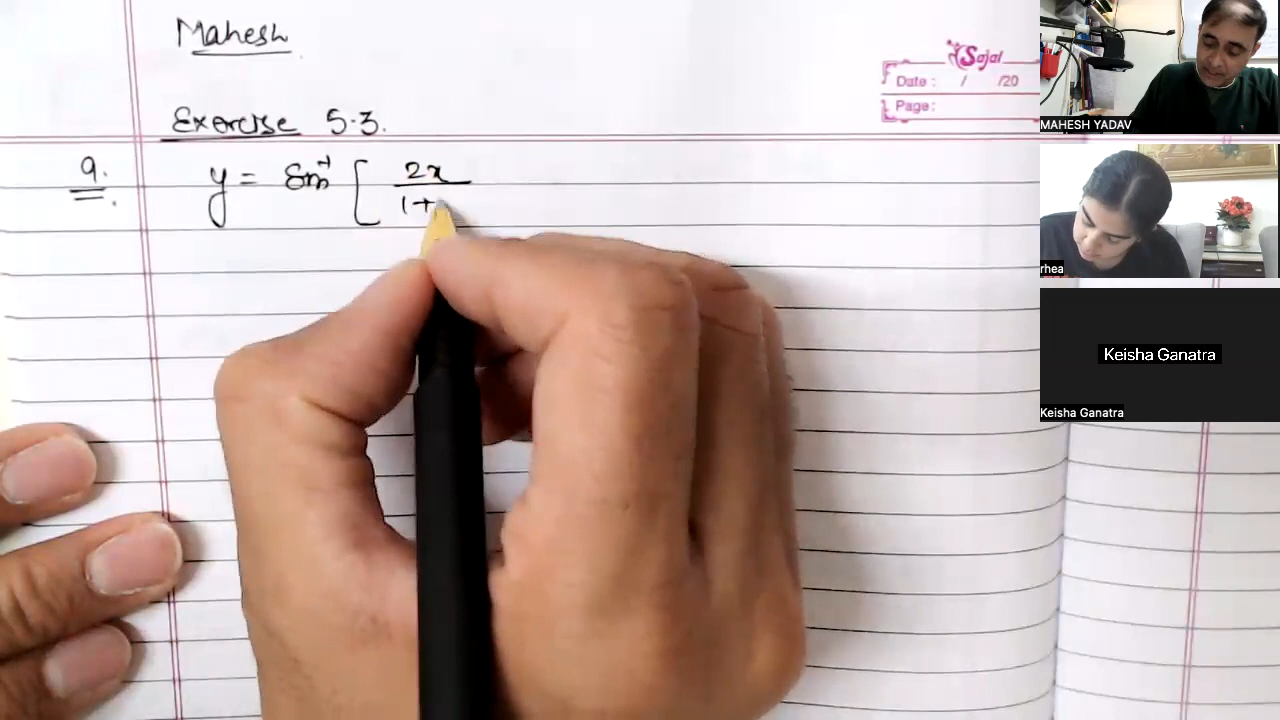 Mahesh
Sajal
Date : / /20
Page :
Exercise 5.3.
9. y = Sin⁻¹ [ 2x
1+
MAHESH YADAV
rhea
Keisha Ganatra
Keisha Ganatra